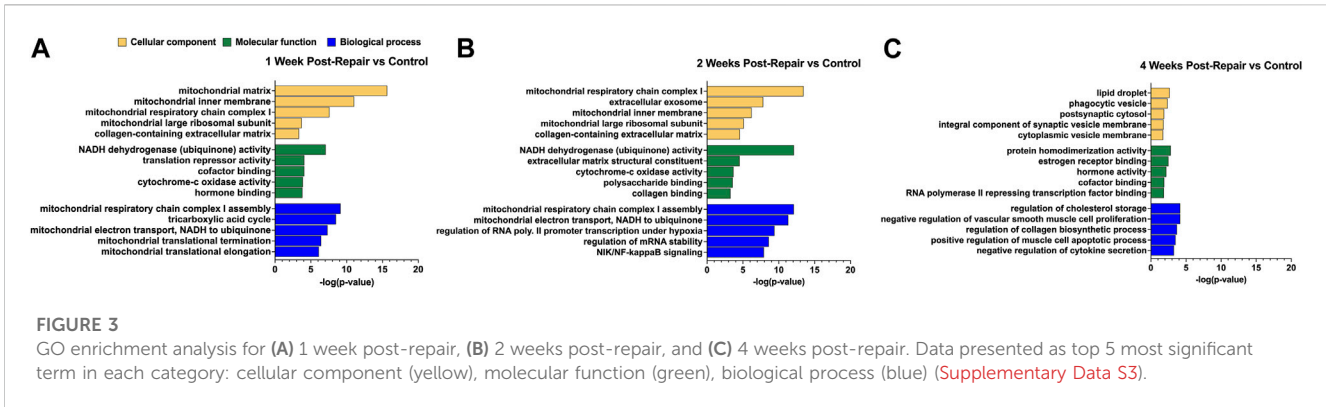 A
Cellular component
Molecular function
Biological process
1 Week Post-Repair vs Control
mitochondrial matrix
mitochondrial inner membrane
mitochondrial respiratory chain complex I
mitochondrial large ribosomal subunit
collagen-containing extracellular matrix
NADH dehydrogenase (ubiquinone) activity
translation repressor activity
cofactor binding
cytochrome-c oxidase activity
hormone binding
mitochondrial respiratory chain complex I assembly
tricarboxylic acid cycle
mitochondrial electron transport, NADH to ubiquinone
mitochondrial translational termination
mitochondrial translational elongation
0 5 10 15 20
-log(p-value)
B
2 Weeks Post-Repair vs Control
mitochondrial respiratory chain complex I
extracellular exosome
mitochondrial inner membrane
mitochondrial large ribosomal subunit
collagen-containing extracellular matrix
NADH dehydrogenase (ubiquinone) activity
extracellular matrix structural constituent
cytochrome-c oxidase activity
polysaccharide binding
collagen binding
mitochondrial respiratory chain complex I assembly
mitochondrial electron transport, NADH to ubiquinone
regulation of RNA poly. II promoter transcription under hypoxia
regulation of mRNA stability
NIK/NF-kappaB signaling
0 5 10 15 20
-log(p-value)
C
4 Weeks Post-Repair vs Control
lipid droplet
phagocytic vesicle
postsynaptic cytosol
integral component of synaptic vesicle membrane
cytoplasmic vesicle membrane
protein homodimerization activity
estrogen receptor binding
hormone activity
cofactor binding
RNA polymerase II repressing transcription factor binding
regulation of cholesterol storage
negative regulation of vascular smooth muscle cell proliferation
regulation of collagen biosynthetic process
positive regulation of muscle cell apoptotic process
negative regulation of cytokine secretion
0 5 10 15 20
-log(p-value)
FIGURE 3
GO enrichment analysis for (A) 1 week post-repair, (B) 2 weeks post-repair, and (C) 4 weeks post-repair. Data presented as top 5 most significant
term in each category: cellular component (yellow), molecular function (green), biological process (blue) (Supplementary Data S3).